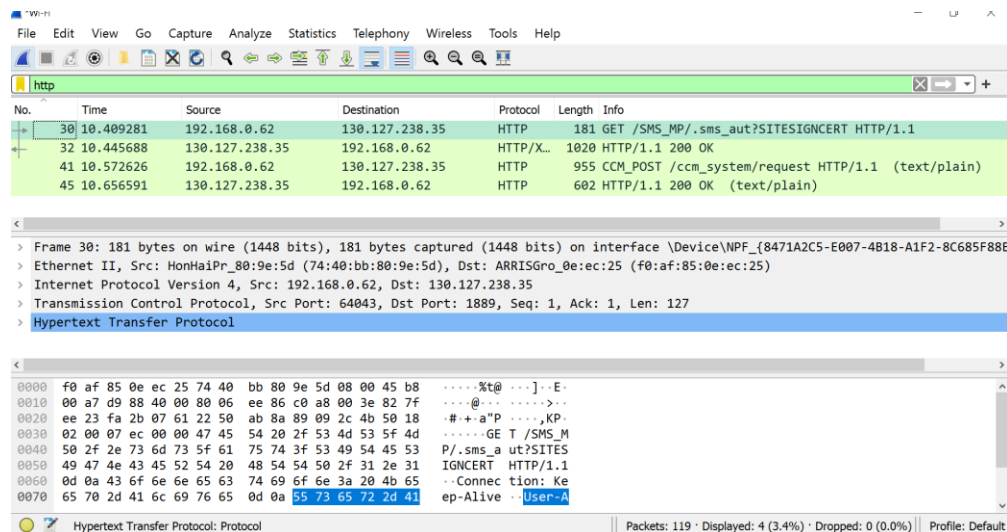 *Wi-Fi
File Edit View Go Capture Analyze Statistics Telephony Wireless Tools Help
http
No. Time Source Destination Protocol Length Info
30 10.409281 192.168.0.62 130.127.238.35 HTTP 181 GET /SMS_MP/.sms_aut?SITESIGNCERT HTTP/1.1
32 10.445688 130.127.238.35 192.168.0.62 HTTP/X… 1020 HTTP/1.1 200 OK
41 10.572626 192.168.0.62 130.127.238.35 HTTP 955 CCM_POST /ccm_system/request HTTP/1.1 (text/plain)
45 10.656591 130.127.238.35 192.168.0.62 HTTP 602 HTTP/1.1 200 OK (text/plain)
Frame 30: 181 bytes on wire (1448 bits), 181 bytes captured (1448 bits) on interface \Device\NPF_{8471A2C5-E007-4B18-A1F2-8C685F88E
Ethernet II, Src: HonHaiPr_80:9e:5d (74:40:bb:80:9e:5d), Dst: ARRISGro_0e:ec:25 (f0:af:85:0e:ec:25)
Internet Protocol Version 4, Src: 192.168.0.62, Dst: 130.127.238.35
Transmission Control Protocol, Src Port: 64043, Dst Port: 1889, Seq: 1, Ack: 1, Len: 127
Hypertext Transfer Protocol
0000 f0 af 85 0e ec 25 74 40 bb 80 9e 5d 08 00 45 b8 ·····%t@ ···]··E·
0010 00 a7 d9 88 40 00 80 06 ee 86 c0 a8 00 3e 82 7f ····@··· ·····>··
0020 ee 23 fa 2b 07 61 22 50 ab 8a 89 09 2c 4b 50 18 ·#·+·a"P ····,KP·
0030 02 00 07 ec 00 00 47 45 54 20 2f 53 4d 53 5f 4d ······GE T /SMS_M
0040 50 2f 2e 73 6d 73 5f 61 75 74 3f 53 49 54 45 53 P/.sms_a ut?SITES
0050 49 47 4e 43 45 52 54 20 48 54 54 50 2f 31 2e 31 IGNCERT HTTP/1.1
0060 0d 0a 43 6f 6e 6e 65 63 74 69 6f 6e 3a 20 4b 65 ··Connec tion: Ke
0070 65 70 2d 41 6c 69 76 65 0d 0a 55 73 65 72 2d 41 ep-Alive ··User-A
Hypertext Transfer Protocol: Protocol Packets: 119 · Displayed: 4 (3.4%) · Dropped: 0 (0.0%) Profile: Default